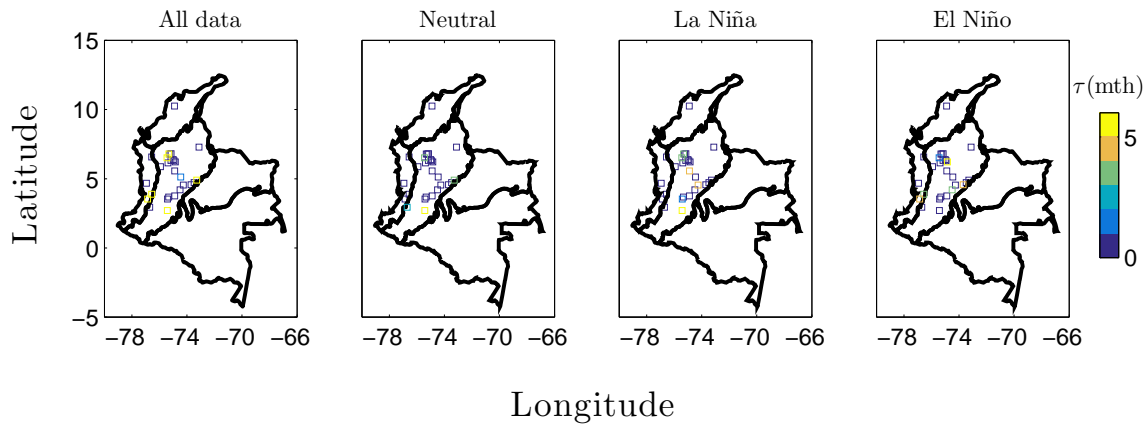 All data Neutral La Niña El Niño
τ(mth)
15
10
5
0
−5
Latitude
5
0
−78 −74 −70 −66 −78 −74 −70 −66 −78 −74 −70 −66 −78 −74 −70 −66
Longitude